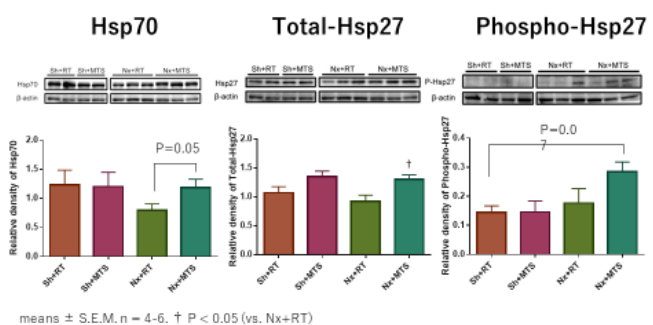 Hsp70
Total-Hsp27
Phospho-Hsp27
Sh+RT Sh+MTS Nx+RT Nx+MTS
Sh+RT Sh+MTS Nx+RT Nx+MTS
Sh+RT Sh+MTS Nx+RT Nx+MTS
Hsp70
β-actin
Hsp27
β-actin
P-Hsp27
β-actin
Relative density of Hsp70
2.0
1.5
1.0
0.5
0.0
P=0.05
Sh+RT
Sh+MTS
Nx+RT
Nx+MTS
Relative density of Total-Hsp27
2.0
1.5
1.0
0.5
0.0
†
Sh+RT
Sh+MTS
Nx+RT
Nx+MTS
Relative density of Phospho-Hsp27
0.4
0.3
0.2
0.1
0.0
P=0.0
7
Sh+RT
Sh+MTS
Nx+RT
Nx+MTS
means ± S.E.M. n = 4-6. † P < 0.05 (vs. Nx+RT)